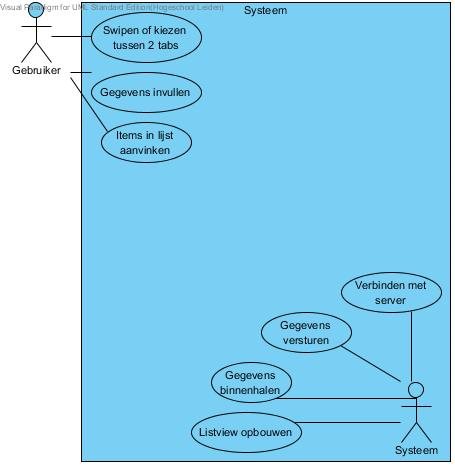 Visual Paradigm for UML Standard Edition(Hogeschool Leiden)
Systeem
Swipen of kiezen
tussen 2 tabs
Gebruiker
Gegevens invullen
Items in lijst
aanvinken
Verbinden met
server
Gegevens
versturen
Gegevens
binnenhalen
Listview opbouwen
Systeem